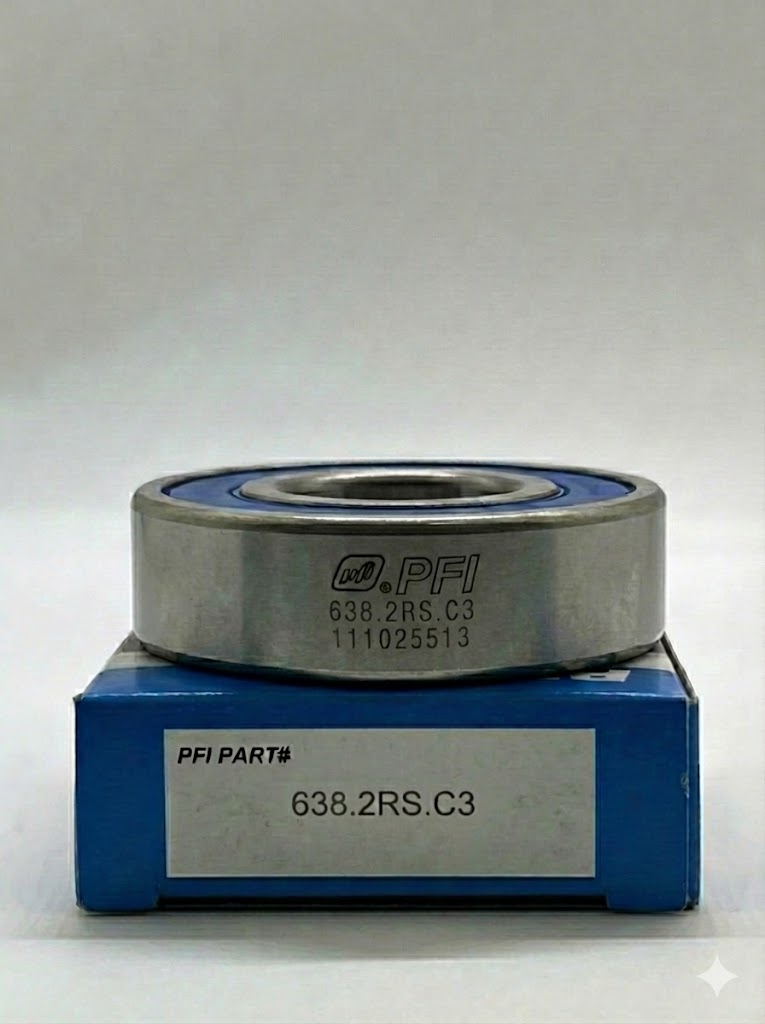 PFI
638.2RS.C3
111025513
PFI PART#
638.2RS.C3